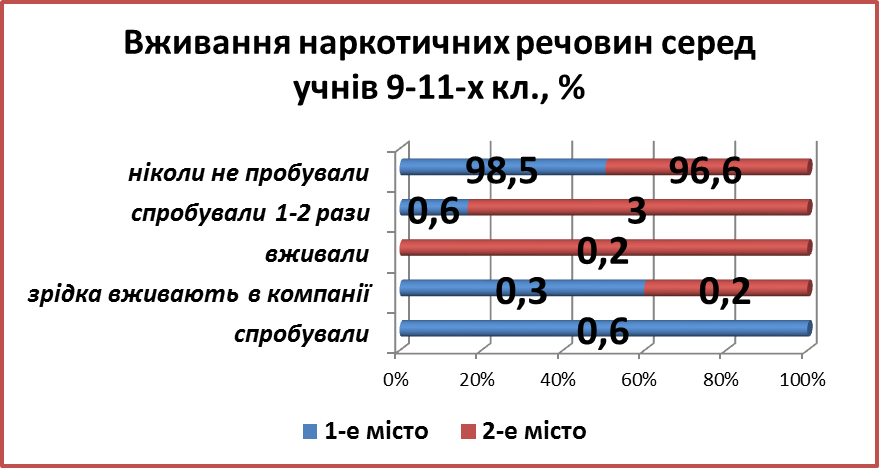 Вживання наркотичних речовин серед
учнів 9-11-х кл., %
ніколи не пробували 98,5 96,6
спробували 1-2 рази 0,6 3
вживали 0,2
зрідка вживають в компанії 0,3 0,2
спробували 0,6
0% 20% 40% 60% 80% 100%
1-е місто 2-е місто